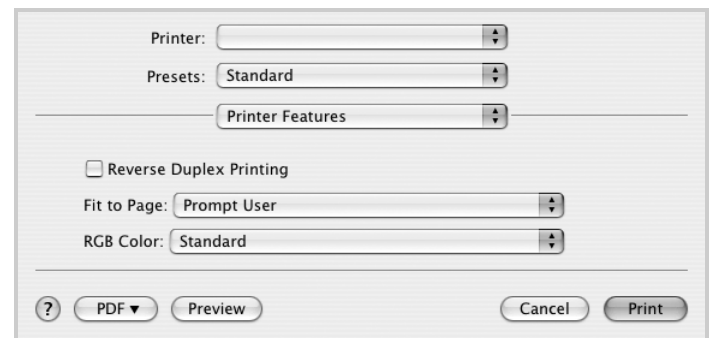 Printer:
Presets: Standard
Printer Features
Reverse Duplex Printing
Fit to Page: Prompt User
RGB Color: Standard
? PDF ▼ Preview Cancel Print